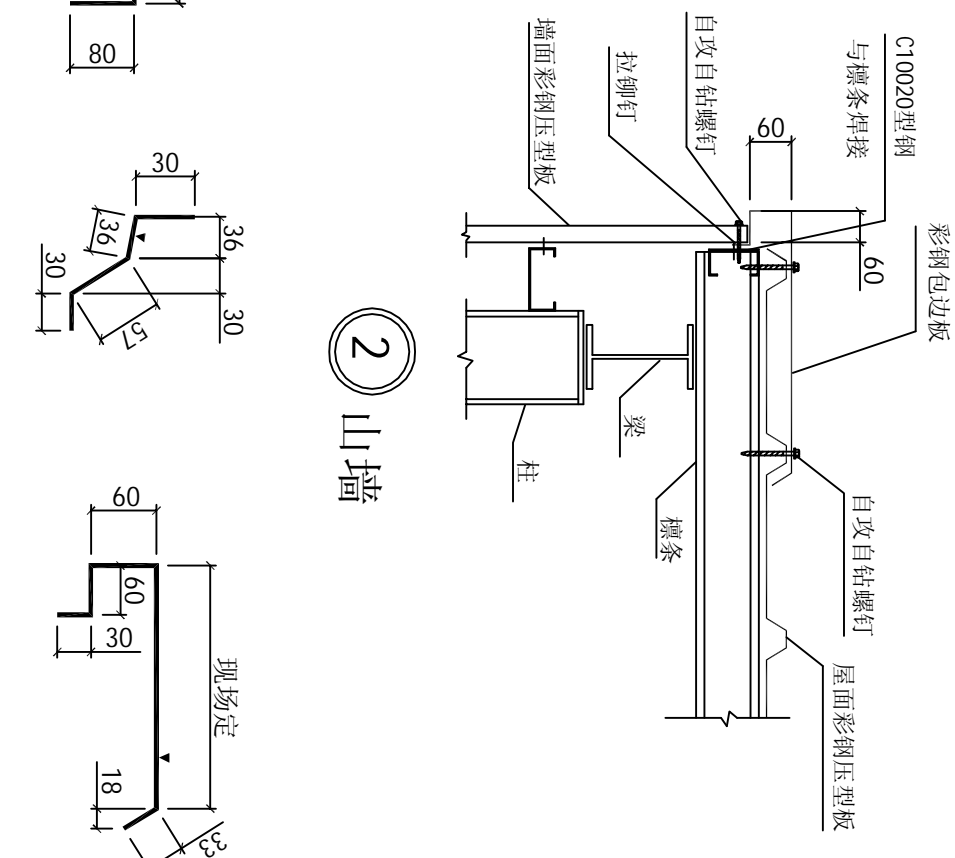 C10020型钢
与檩条焊接
自攻自钻螺钉
拉铆钉
墙面彩钢压型板
60
60
彩钢包边板
自攻自钻螺钉
屋面彩钢压型板
梁
柱
檩条
2
山墙
80
30
36
36
30
30
57
60
60
30
现场定
18
33